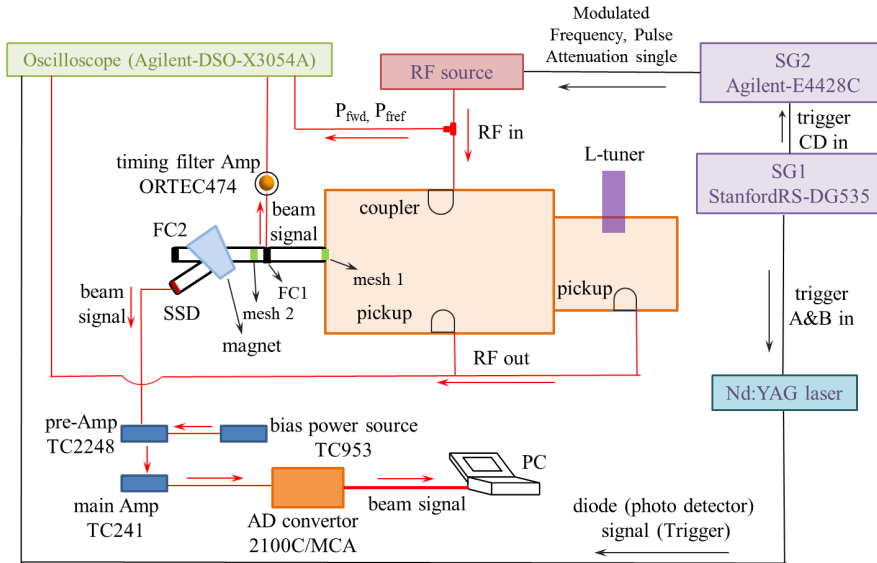 Modulated
Frequency, Pulse
Attenuation single
Oscilloscope (Agilent-DSO-X3054A)
RF source
SG2
Agilent-E4428C
Pfwd, Pfref
RF in
trigger
CD in
timing filter Amp
ORTEC474
L-tuner
SG1
StanfordRS-DG535
beam
signal
coupler
FC2
FC1
mesh 1
beam
signal
SSD
mesh 2
magnet
pickup
pickup
trigger
A&B in
RF out
Nd:YAG laser
pre-Amp
TC2248
bias power source
TC953
PC
main Amp
TC241
AD convertor
2100C/MCA
beam signal
diode (photo detector)
signal (Trigger)